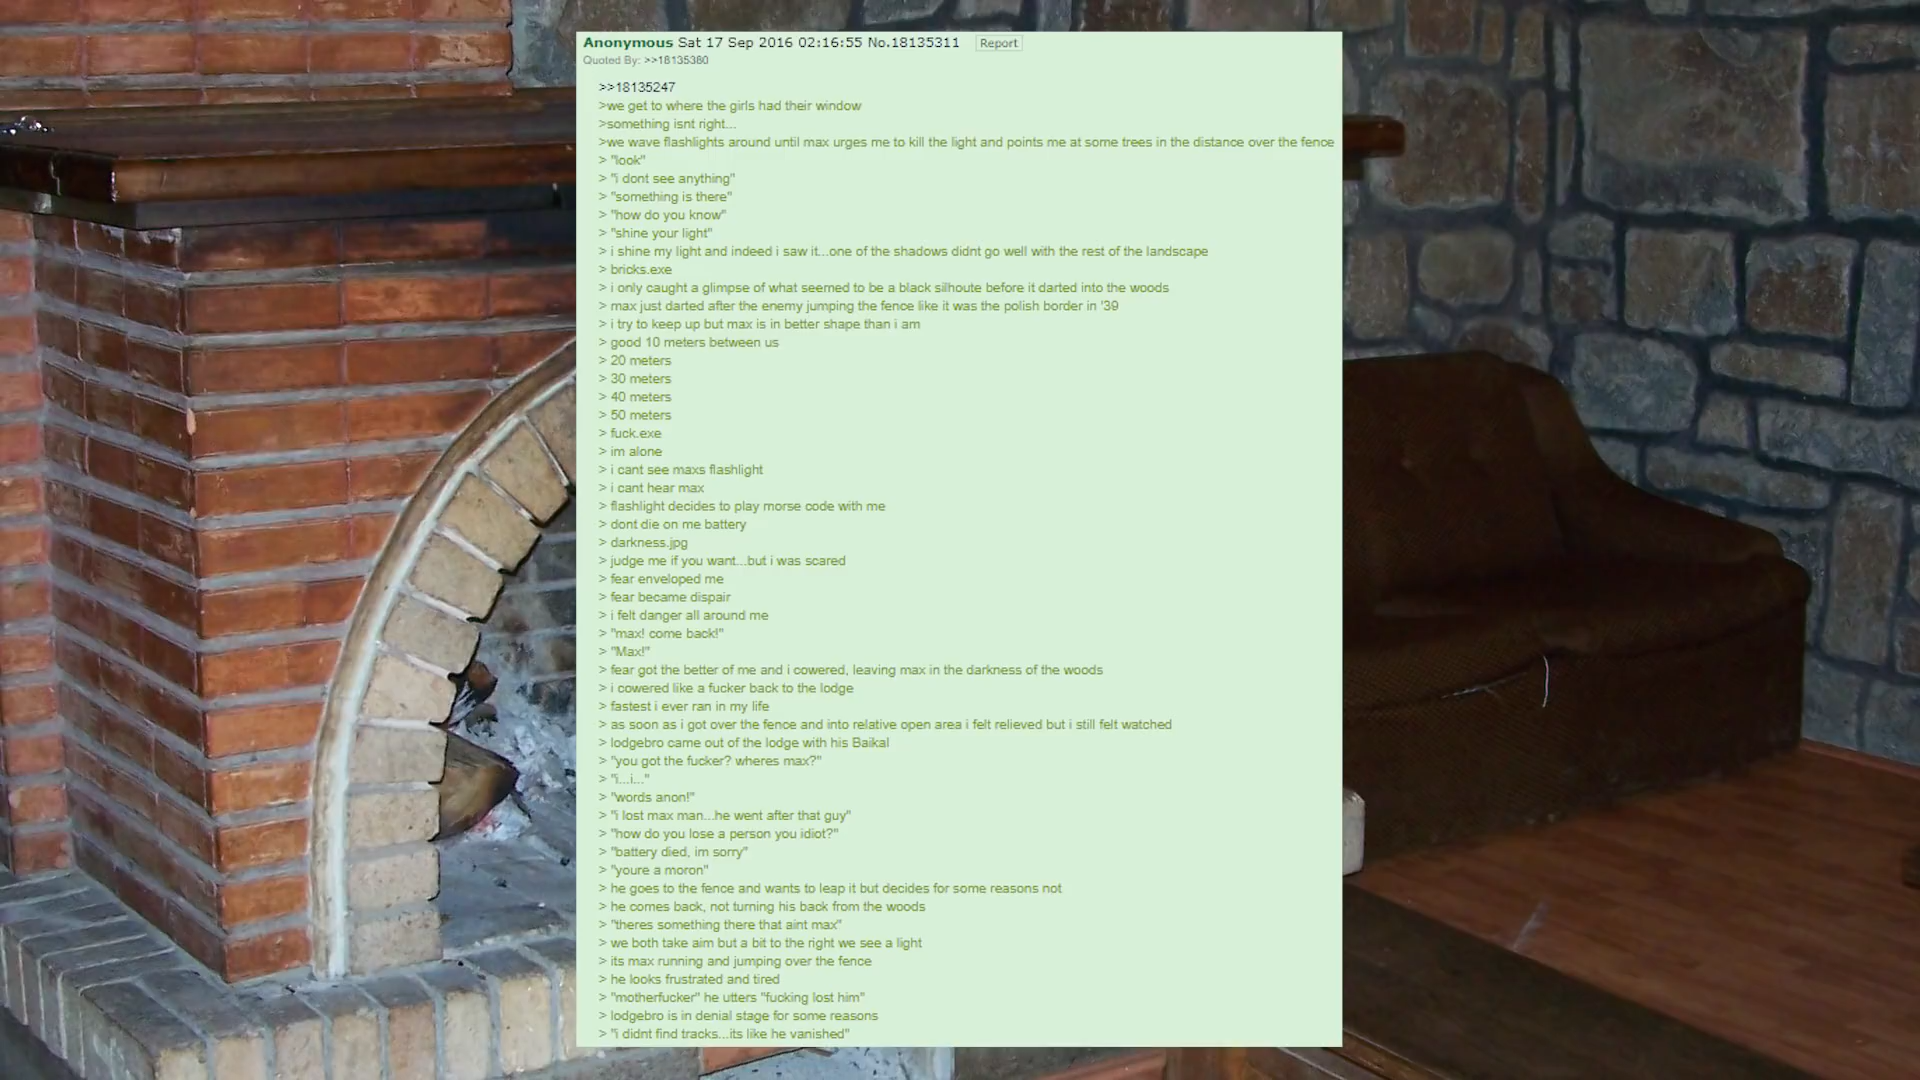 Anonymous Sat 17 Sep 2016 02:16:55 No.18135311 Report
Quoted By: >>18135380
>>18135247
>we get to where the girls had their window
>something isnt right...
>we wave flashlights around until max urges me to kill the light and points me at some trees in the distance over the fence
> "look"
> "i dont see anything"
> "something is there"
> "how do you know"
> "shine your light"
> i shine my light and indeed i saw it...one of the shadows didnt go well with the rest of the landscape
> bricks.exe
> i only caught a glimpse of what seemed to be a black silhoute before it darted into the woods
> max just darted after the enemy jumping the fence like it was the polish border in '39
> i try to keep up but max is in better shape than i am
> good 10 meters between us
> 20 meters
> 30 meters
> 40 meters
> 50 meters
> fuck.exe
> im alone
> i cant see maxs flashlight
> i cant hear max
> flashlight decides to play morse code with me
> dont die on me battery
> darkness.jpg
> judge me if you want...but i was scared
> fear enveloped me
> fear became dispair
> i felt danger all around me
> "max! come back!"
> "Max!"
> fear got the better of me and i cowered, leaving max in the darkness of the woods
> i cowered like a fucker back to the lodge
> fastest i ever ran in my life
> as soon as i got over the fence and into relative open area i felt relieved but i still felt watched
> lodgebro came out of the lodge with his Baikal
> "you got the fucker? wheres max?"
> "i...i..."
> "words anon!"
> "i lost max man...he went after that guy"
> "how do you lose a person you idiot?"
> "battery died, im sorry"
> "youre a moron"
> he goes to the fence and wants to leap it but decides for some reasons not
> he comes back, not turning his back from the woods
> "theres something there that aint max"
> we both take aim but a bit to the right we see a light
> its max running and jumping over the fence
> he looks frustrated and tired
> "motherfucker" he utters "fucking lost him"
> lodgebro is in denial stage for some reasons
> "i didnt find tracks...its like he vanished"